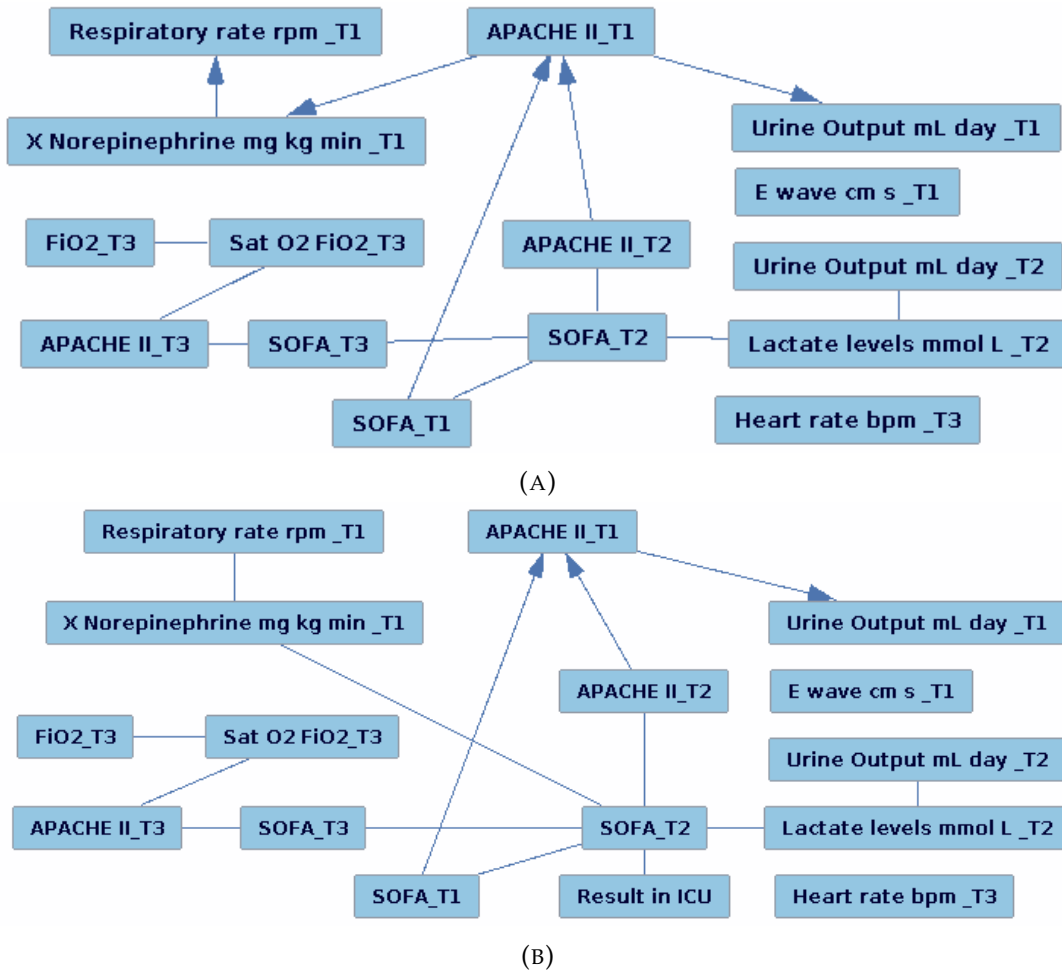 Respiratory rate rpm _T1
APACHE II_T1
X Norepinephrine mg kg min _T1
Urine Output mL day _T1
E wave cm s _T1
FiO2_T3
Sat O2 FiO2_T3
APACHE II_T2
Urine Output mL day _T2
APACHE II_T3
SOFA_T3
SOFA_T2
Lactate levels mmol L _T2
SOFA_T1
Heart rate bpm _T3
(A)
Respiratory rate rpm _T1
APACHE II_T1
X Norepinephrine mg kg min _T1
Urine Output mL day _T1
APACHE II_T2
E wave cm s _T1
FiO2_T3
Sat O2 FiO2_T3
Urine Output mL day _T2
APACHE II_T3
SOFA_T3
SOFA_T2
Lactate levels mmol L _T2
SOFA_T1
Result in ICU
Heart rate bpm _T3
(B)